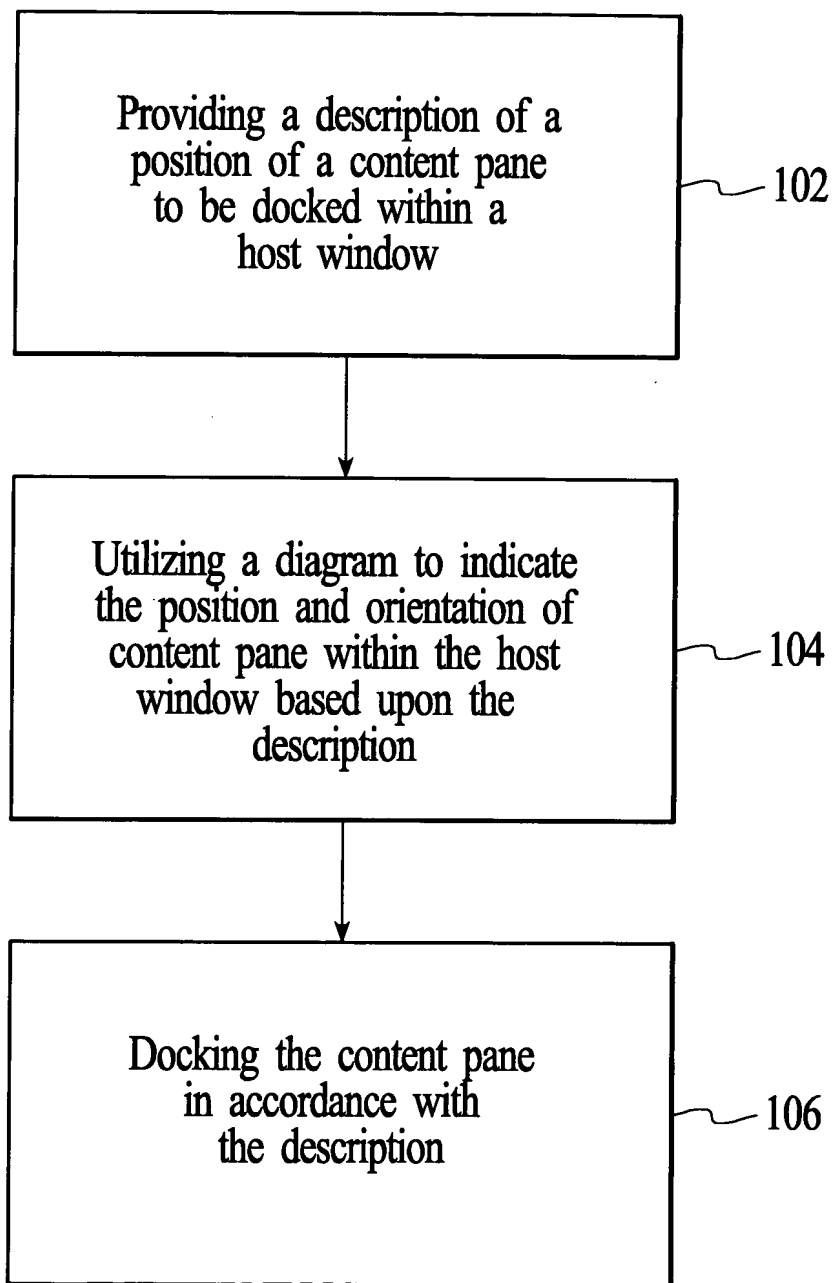 Providing a description of a
position of a content pane
to be docked within a
host window
102
Utilizing a diagram to indicate
the position and orientation of
content pane within the host
window based upon the
description
104
Docking the content pane
in accordance with
the description
106